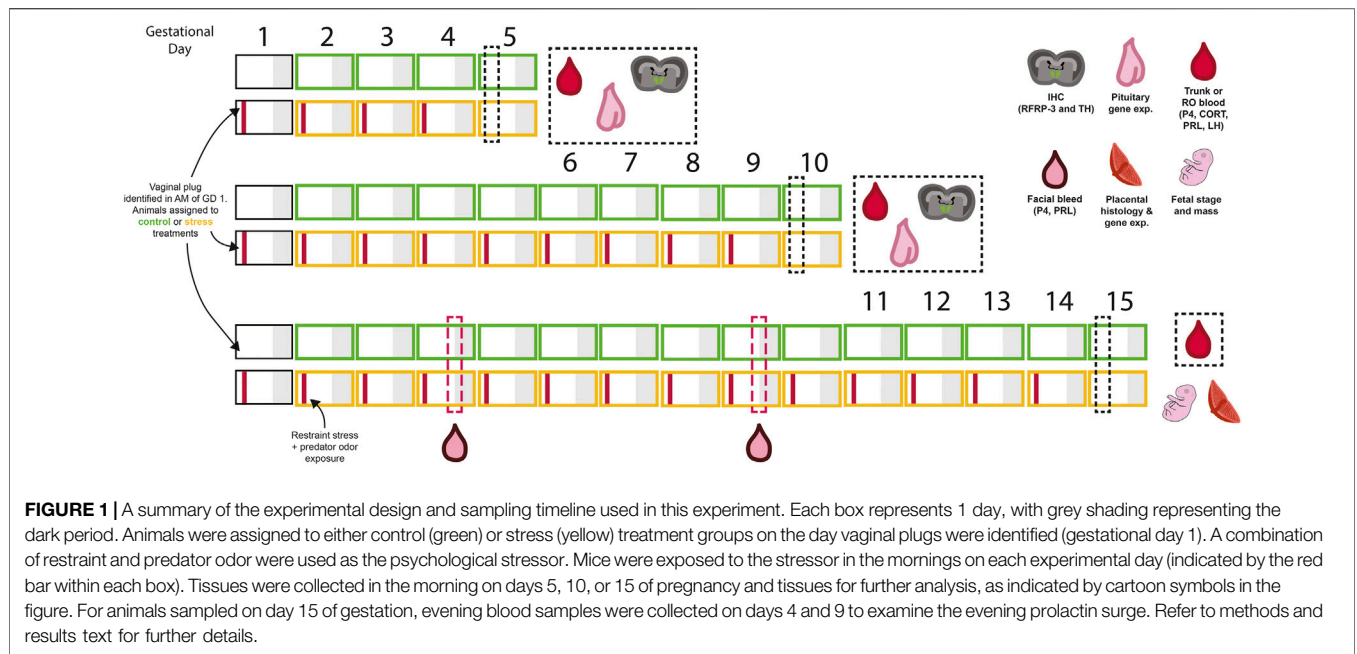 Gestational
Day
1 2 3 4 5
IHC
(RFRP-3 and TH)
Pituitary
gene exp.
Trunk or
RO blood
(P4, CORT,
PRL, LH)
6 7 8 9 10
Vaginal plug
identified in AM of GD 1.
Animals assigned to
control or stress
treatments
Facial bleed
(P4, PRL)
Placental
histology &
gene exp.
Fetal stage
and mass
11 12 13 14 15
Restraint stress
+ predator odor
exposure
FIGURE 1 | A summary of the experimental design and sampling timeline used in this experiment. Each box represents 1 day, with grey shading representing the
dark period. Animals were assigned to either control (green) or stress (yellow) treatment groups on the day vaginal plugs were identified (gestational day 1). A combination
of restraint and predator odor were used as the psychological stressor. Mice were exposed to the stressor in the mornings on each experimental day (indicated by the red
bar within each box). Tissues were collected in the morning on days 5, 10, or 15 of pregnancy and tissues for further analysis, as indicated by cartoon symbols in the
figure. For animals sampled on day 15 of gestation, evening blood samples were collected on days 4 and 9 to examine the evening prolactin surge. Refer to methods and
results text for further details.